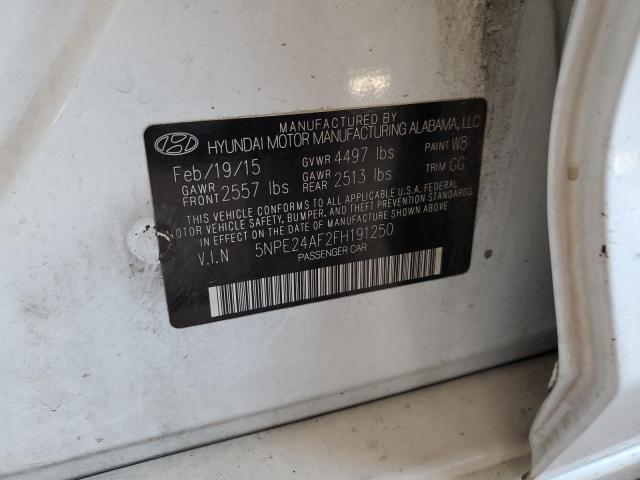 MANUFACTURED BY
HYUNDAI MOTOR MANUFACTURING ALABAMA, LLC
Feb/19/15 GVWR 4497 lbs PAINT W8
GAWR FRONT 2557 lbs GAWR REAR 2513 lbs TRIM GG
THIS VEHICLE CONFORMS TO ALL APPLICABLE U.S.A. FEDERAL
MOTOR VEHICLE SAFETY, BUMPER, AND THEFT PREVENTION STANDARDS
IN EFFECT ON THE DATE OF MANUFACTURE SHOWN ABOVE.
V.I.N 5NPE24AF2FH191250
PASSENGER CAR